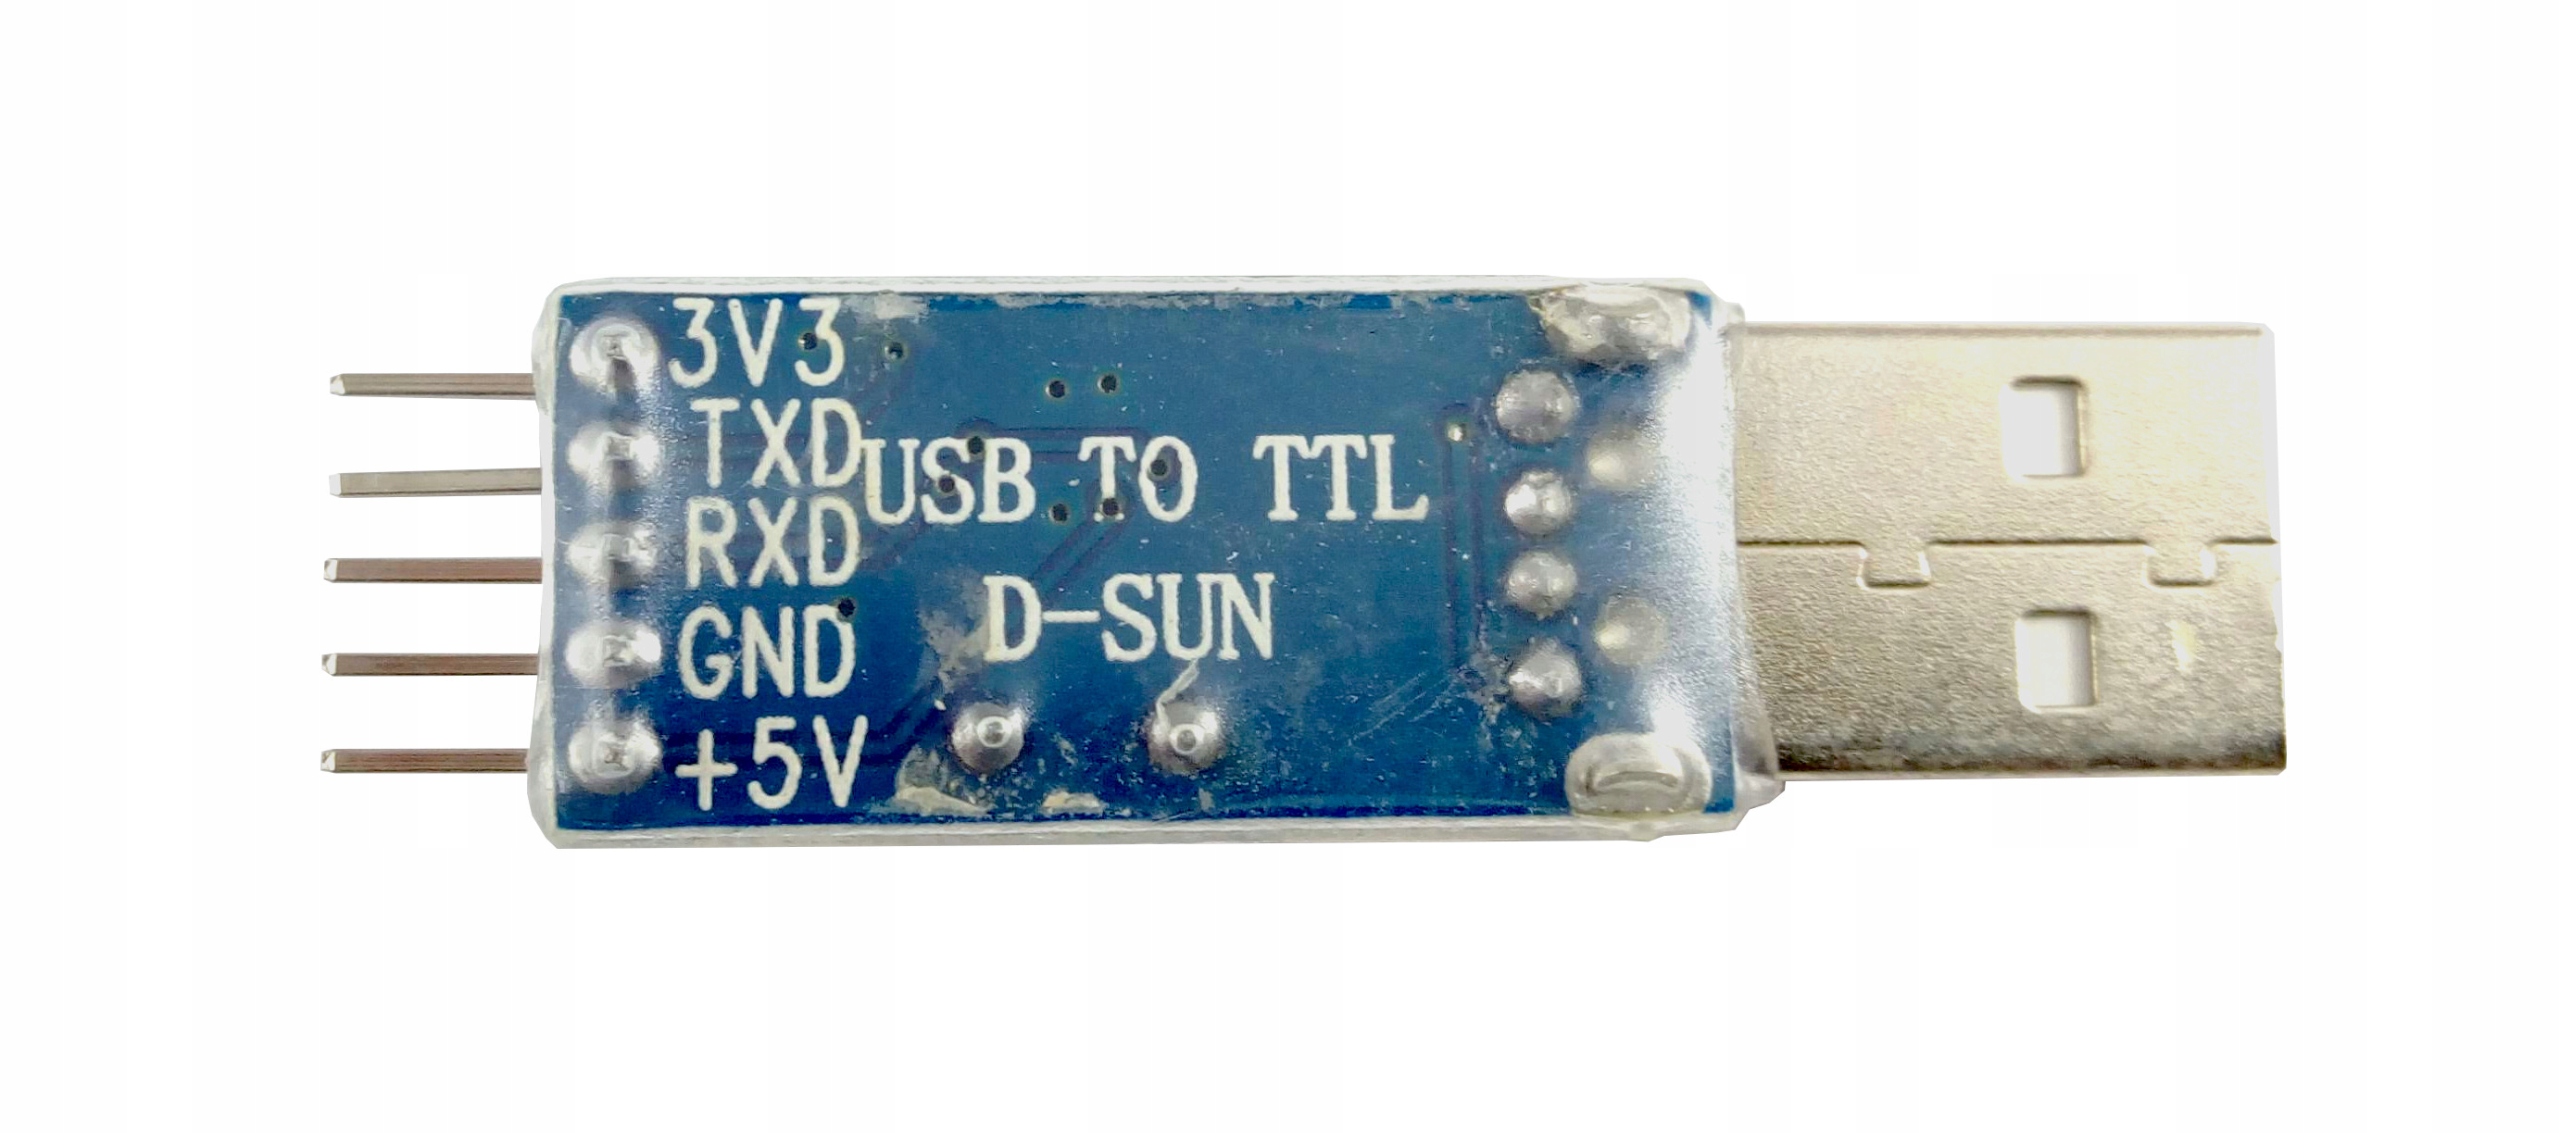 3V3
TXD
RXD
GND
+5V
USB TO TTL
D-SUN